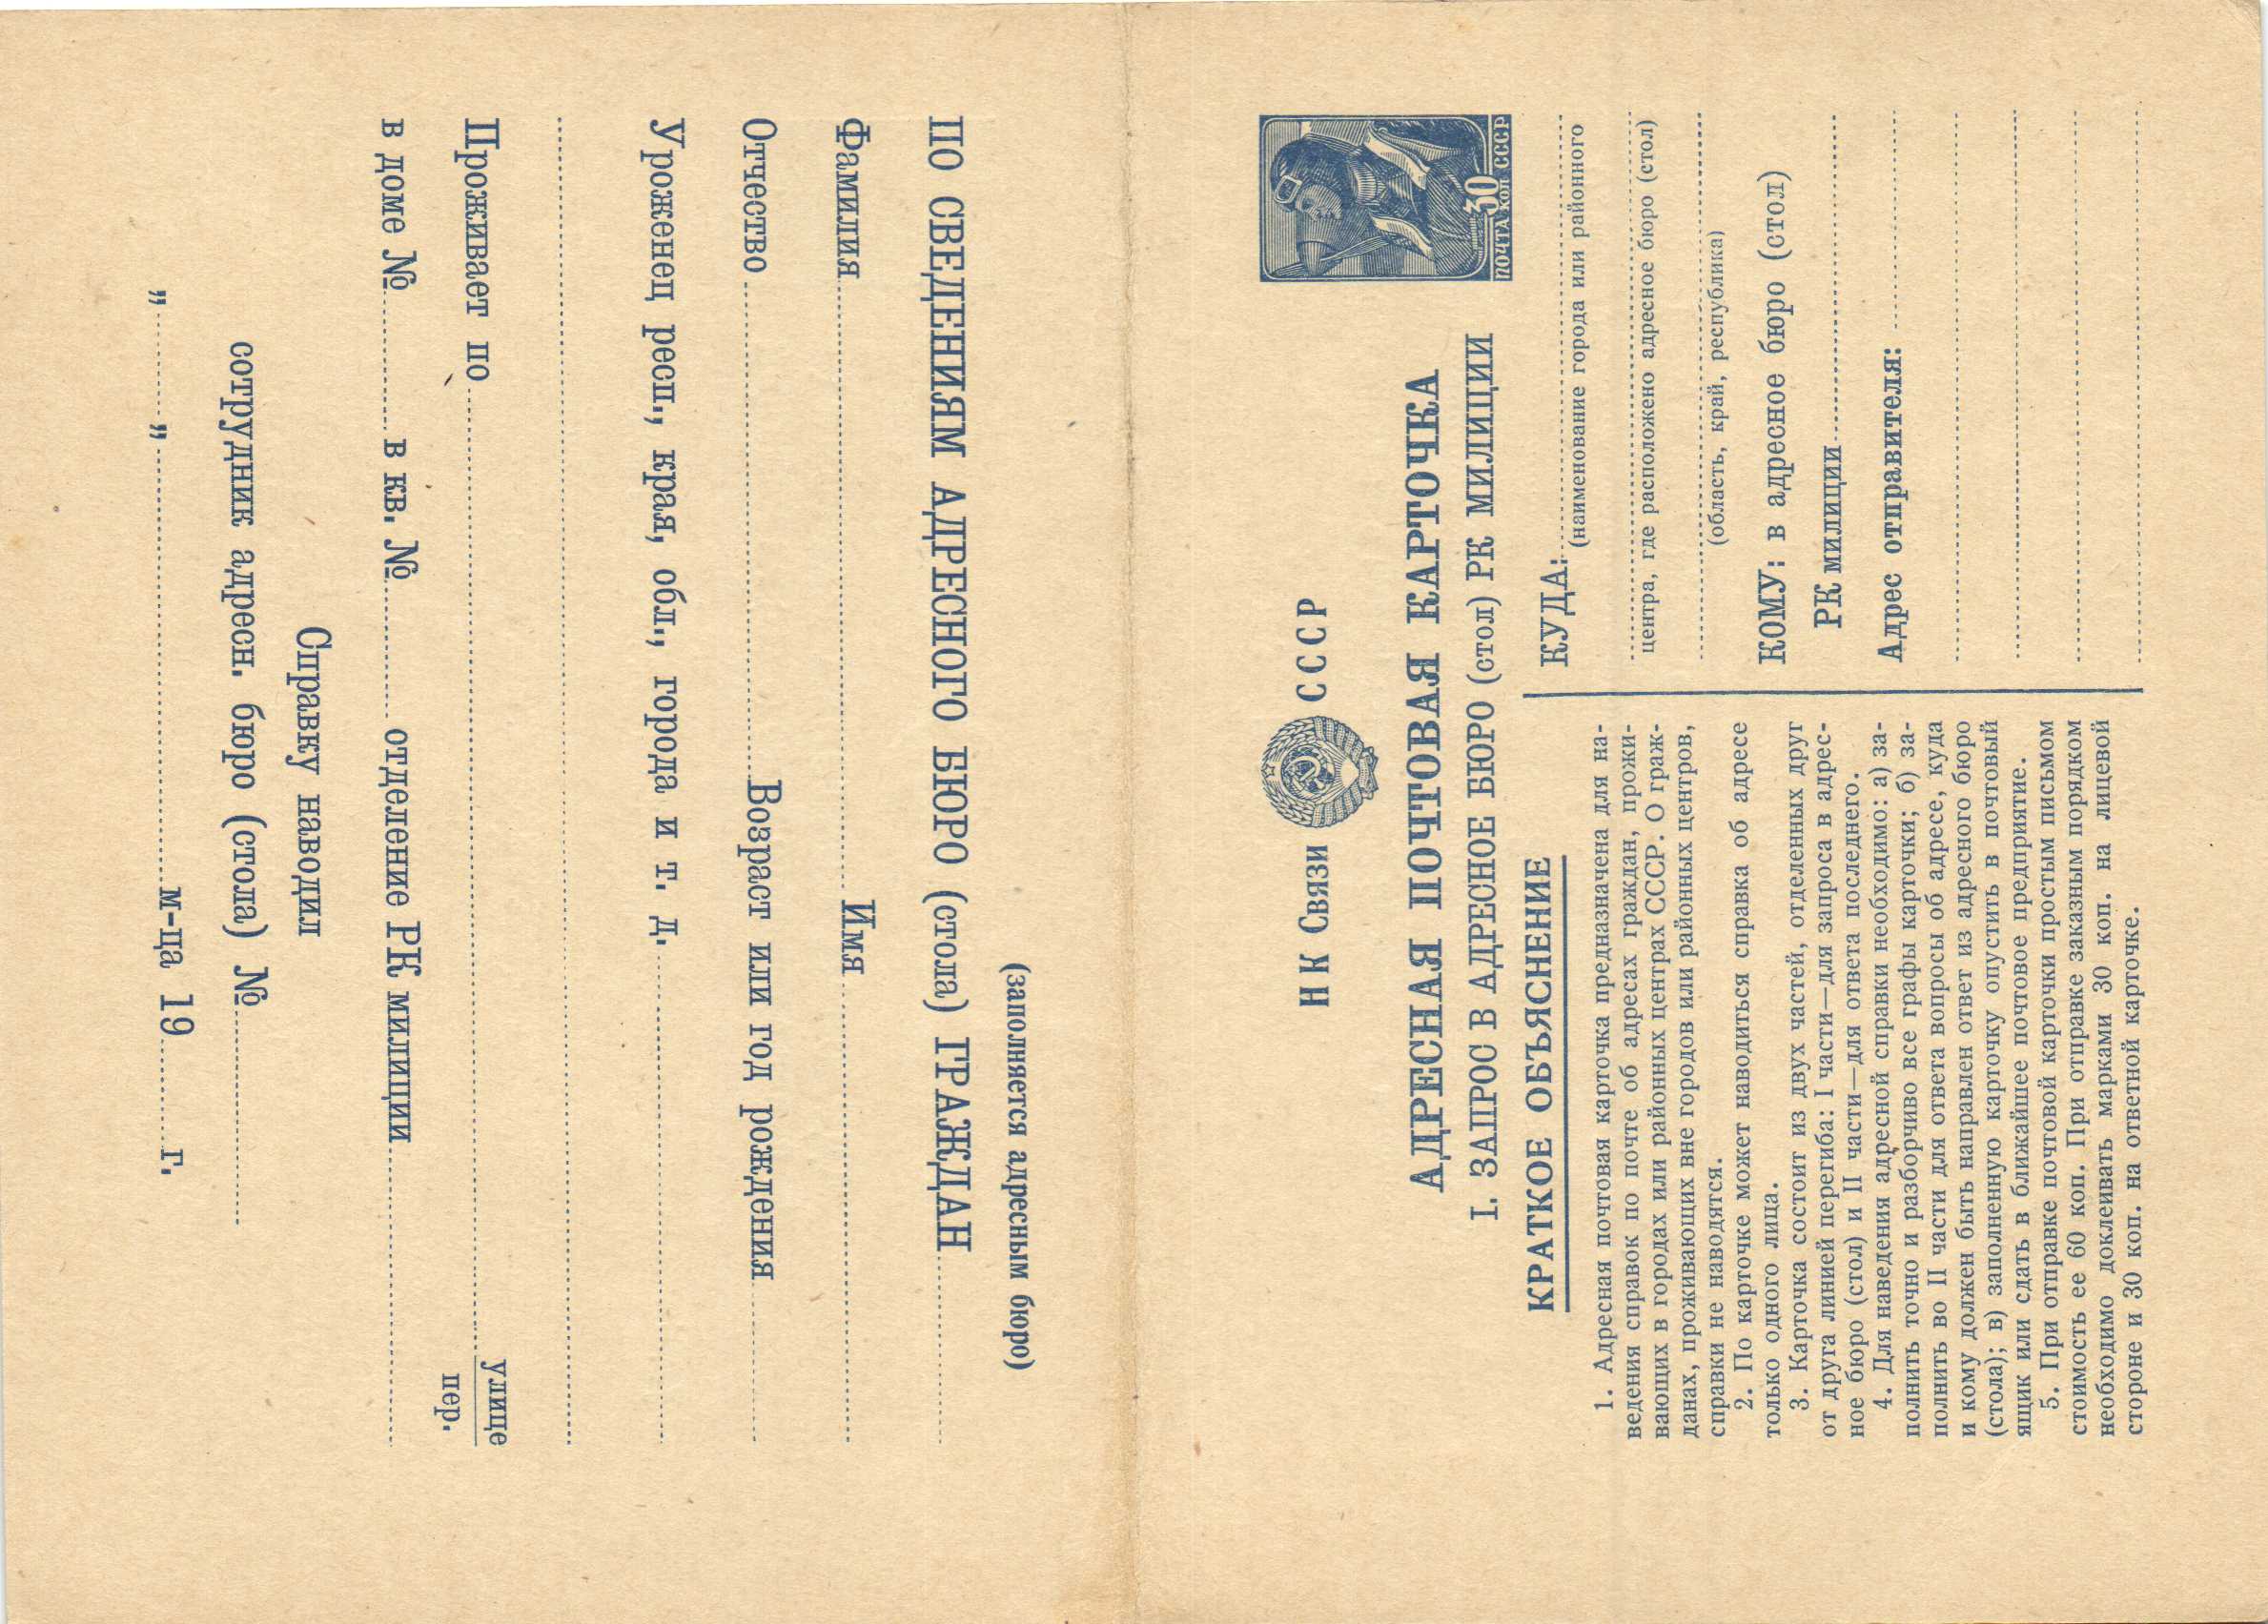 НК Связи СССР
АДРЕСНАЯ ПОЧТОВАЯ КАРТОЧКА
I. ЗАПРОС В АДРЕСНОЕ БЮРО (стол) РК МИЛИЦИИ
30
ПОЧТА КОП СССР
КРАТКОЕ ОБЪЯСНЕНИЕ
1. Адресная почтовая карточка предназначена для на-
ведения справок по почте об адресах граждан, прожи-
вающих в городах или районных центрах СССР. О граж-
данах, проживающих вне городов или районных центров,
справки не наводятся.
2. По карточке может наводиться справка об адресе
только одного лица.
3. Карточка состоит из двух частей, отделенных друг
от друга линией перегиба: I части—для запроса в адрес-
ное бюро (стол) и II части—для ответа последнего.
4. Для наведения адресной справки необходимо: а) за-
полнить точно и разборчиво все графы карточки; б) за-
полнить во II части для ответа вопросы об адресе, куда
и кому должен быть направлен ответ из адресного бюро
(стола); в) заполненную карточку опустить в почтовый
ящик или сдать в ближайшее почтовое предприятие.
5. При отправке почтовой карточки простым письмом
стоимость ее 60 коп. При отправке заказным порядком
необходимо доклеивать марками 30 коп. на лицевой
стороне и 30 коп. на ответной карточке.
КУДА:
(наименование города или районного
центра, где расположено адресное бюро (стол)
(область, край, республика)
КОМУ: в адресное бюро (стол)
РК милиции
Адрес отправителя:
(заполняется адресным бюро)
ПО СВЕДЕНИЯМ АДРЕСНОГО БЮРО (стола) ГРАЖДАН
Фамилия Имя
Отчество Возраст или год рождения
Уроженец респ., края, обл., города и т. д.
Проживает по улице
пер.
в доме № в кв. № отделение РК милиции
Справку наводил
сотрудник адресн. бюро (стола) №
„ „ м-ца 19 г.